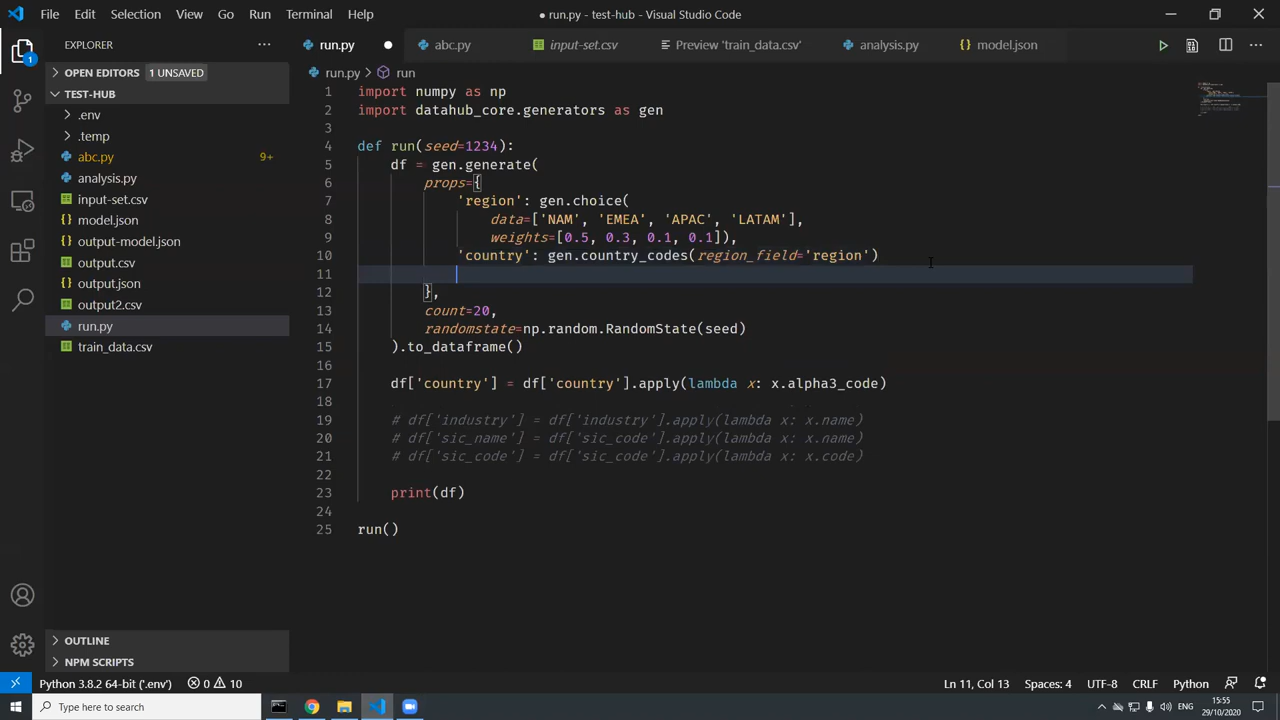 File Edit Selection View Go Run Terminal Help
● run.py - test-hub - Visual Studio Code
EXPLORER
run.py
abc.py
input-set.csv
Preview 'train_data.csv'
analysis.py
model.json
OPEN EDITORS 1 UNSAVED
TEST-HUB
.env
.temp
abc.py 9+
analysis.py
input-set.csv
model.json
output-model.json
output.csv
output.json
output2.csv
run.py
train_data.csv
OUTLINE
NPM SCRIPTS
1
run.py > run
1 import numpy as np
2 import datahub_core.generators as gen
3
4 def run(seed=1234):
5 df = gen.generate(
6 props={
7 'region': gen.choice(
8 data=['NAM', 'EMEA', 'APAC', 'LATAM'],
9 weights=[0.5, 0.3, 0.1, 0.1]),
10 'country': gen.country_codes(region_field='region')
11
12 },
13 count=20,
14 randomstate=np.random.RandomState(seed)
15 ).to_dataframe()
16
17 df['country'] = df['country'].apply(lambda x: x.alpha3_code)
18
19 # df['industry'] = df['industry'].apply(lambda x: x.name)
20 # df['sic_name'] = df['sic_code'].apply(lambda x: x.name)
21 # df['sic_code'] = df['sic_code'].apply(lambda x: x.code)
22
23 print(df)
24
25 run()
Python 3.8.2 64-bit ('.env') 0 10
Ln 11, Col 13 Spaces: 4 UTF-8 CRLF Python
Type here to search
ENG
15:55
29/10/2020